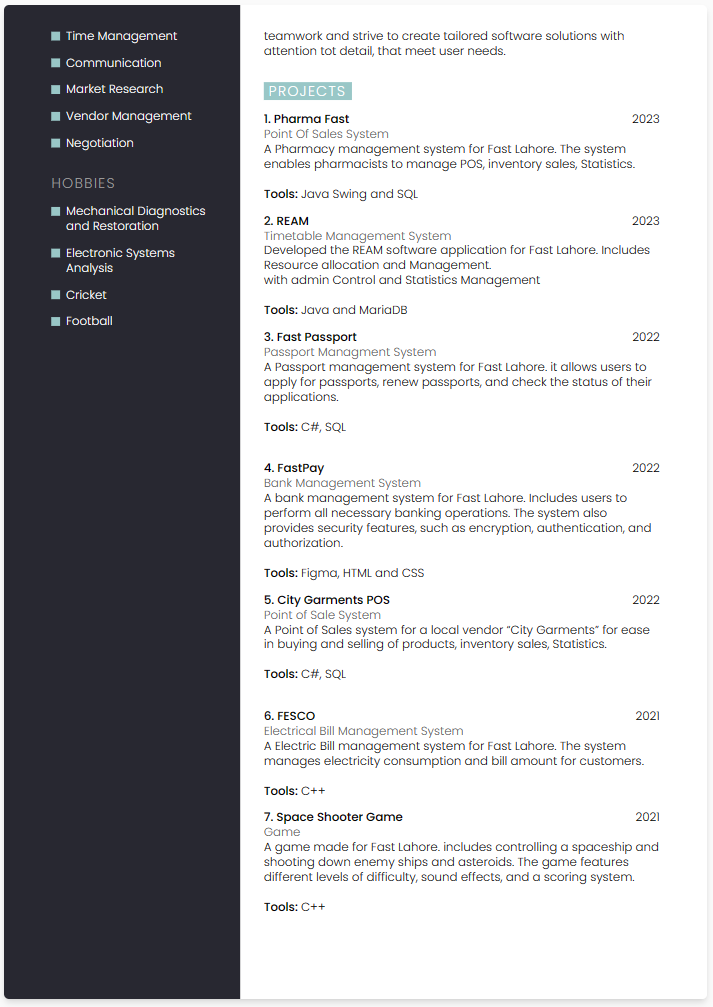 Time Management
Communication
Market Research
Vendor Management
Negotiation
HOBBIES
Mechanical Diagnostics
and Restoration
Electronic Systems
Analysis
Cricket
Football
teamwork and strive to create tailored software solutions with
attention tot detail, that meet user needs.
PROJECTS
1. Pharma Fast 2023
Point Of Sales System
A Pharmacy management system for Fast Lahore. The system
enables pharmacists to manage POS, inventory sales, Statistics.
Tools: Java Swing and SQL
2. REAM 2023
Timetable Management System
Developed the REAM software application for Fast Lahore. Includes
Resource allocation and Management.
with admin Control and Statistics Management
Tools: Java and MariaDB
3. Fast Passport 2022
Passport Managment System
A Passport management system for Fast Lahore. it allows users to
apply for passports, renew passports, and check the status of their
applications.
Tools: C#, SQL
4. FastPay 2022
Bank Management System
A bank management system for Fast Lahore. Includes users to
perform all necessary banking operations. The system also
provides security features, such as encryption, authentication, and
authorization.
Tools: Figma, HTML and CSS
5. City Garments POS 2022
Point of Sale System
A Point of Sales system for a local vendor “City Garments” for ease
in buying and selling of products, inventory sales, Statistics.
Tools: C#, SQL
6. FESCO 2021
Electrical Bill Management System
A Electric Bill management system for Fast Lahore. The system
manages electricity consumption and bill amount for customers.
Tools: C++
7. Space Shooter Game 2021
Game
A game made for Fast Lahore. includes controlling a spaceship and
shooting down enemy ships and asteroids. The game features
different levels of difficulty, sound effects, and a scoring system.
Tools: C++